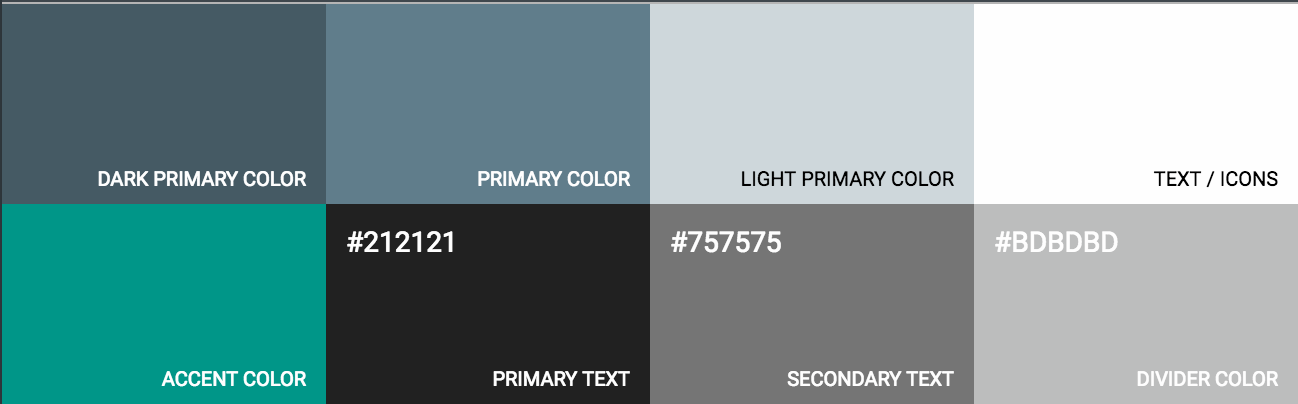 DARK PRIMARY COLOR
PRIMARY COLOR
LIGHT PRIMARY COLOR
TEXT / ICONS
#212121
#757575
#BDBDBD
ACCENT COLOR
PRIMARY TEXT
SECONDARY TEXT
DIVIDER COLOR